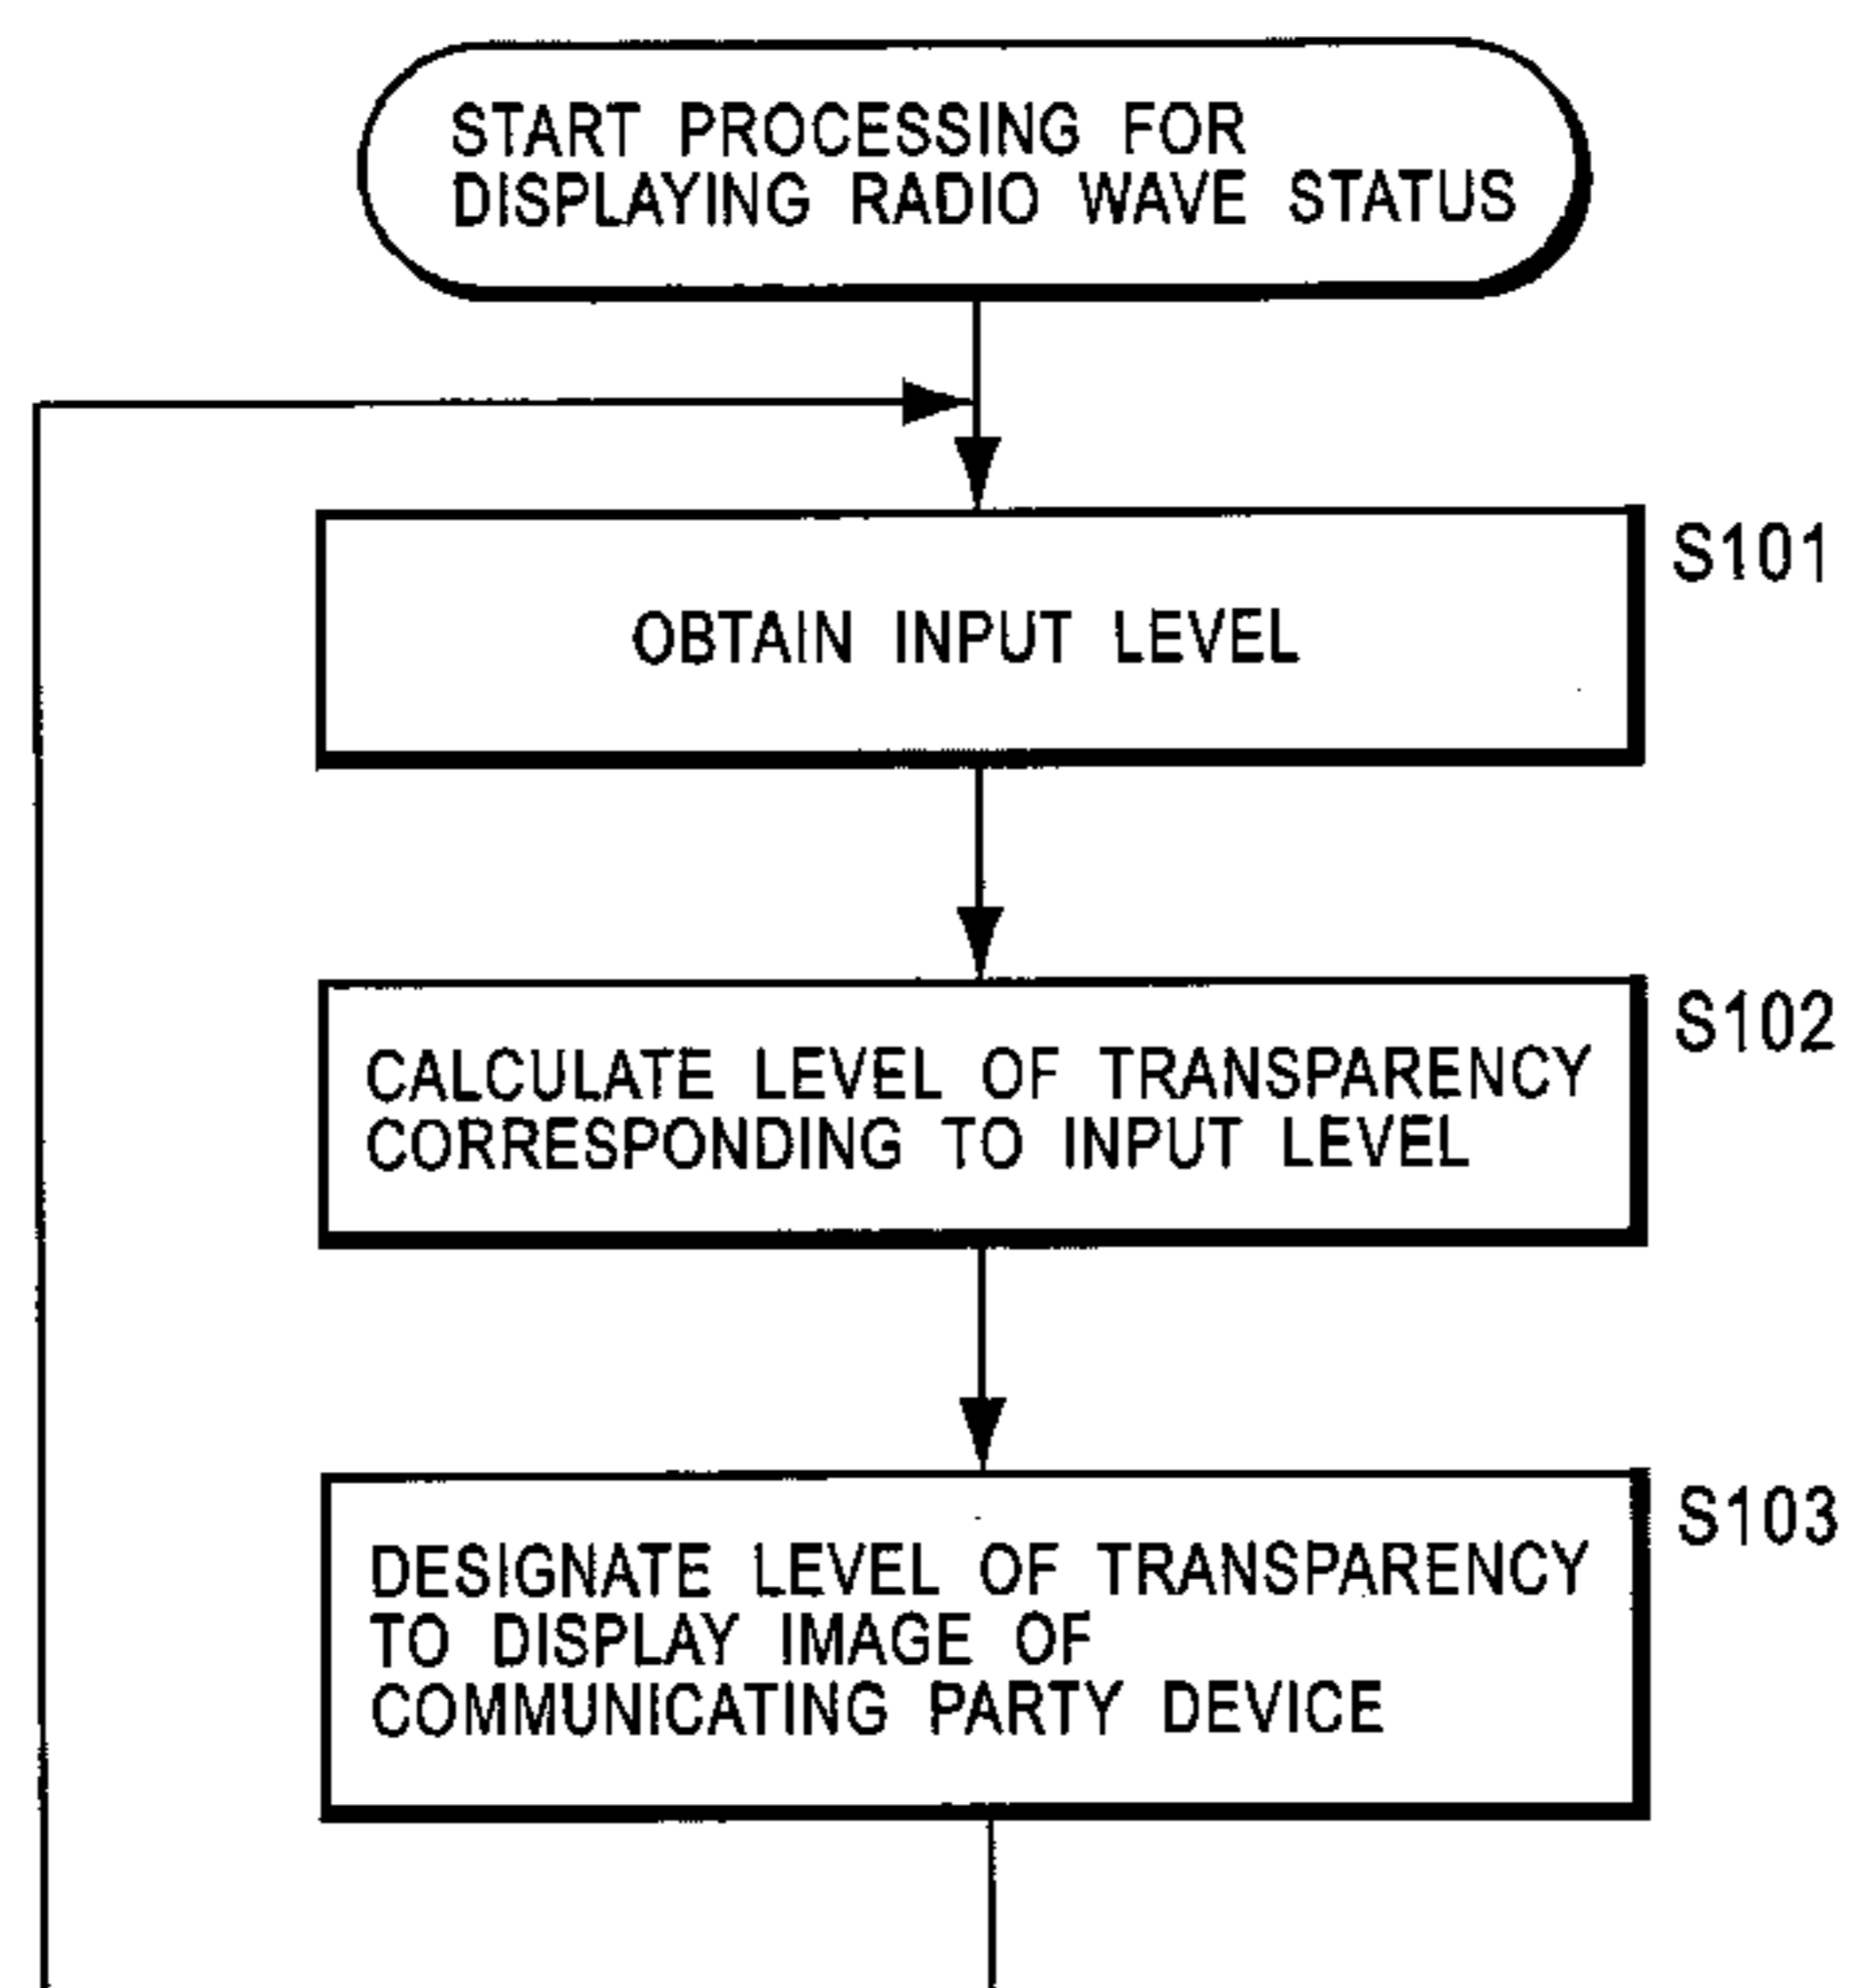 START PROCESSING FOR
DISPLAYING RADIO WAVE STATUS
S101
OBTAIN INPUT LEVEL
S102
CALCULATE LEVEL OF TRANSPARENCY
CORRESPONDING TO INPUT LEVEL
S103
DESIGNATE LEVEL OF TRANSPARENCY
TO DISPLAY IMAGE OF
COMMUNICATING PARTY DEVICE